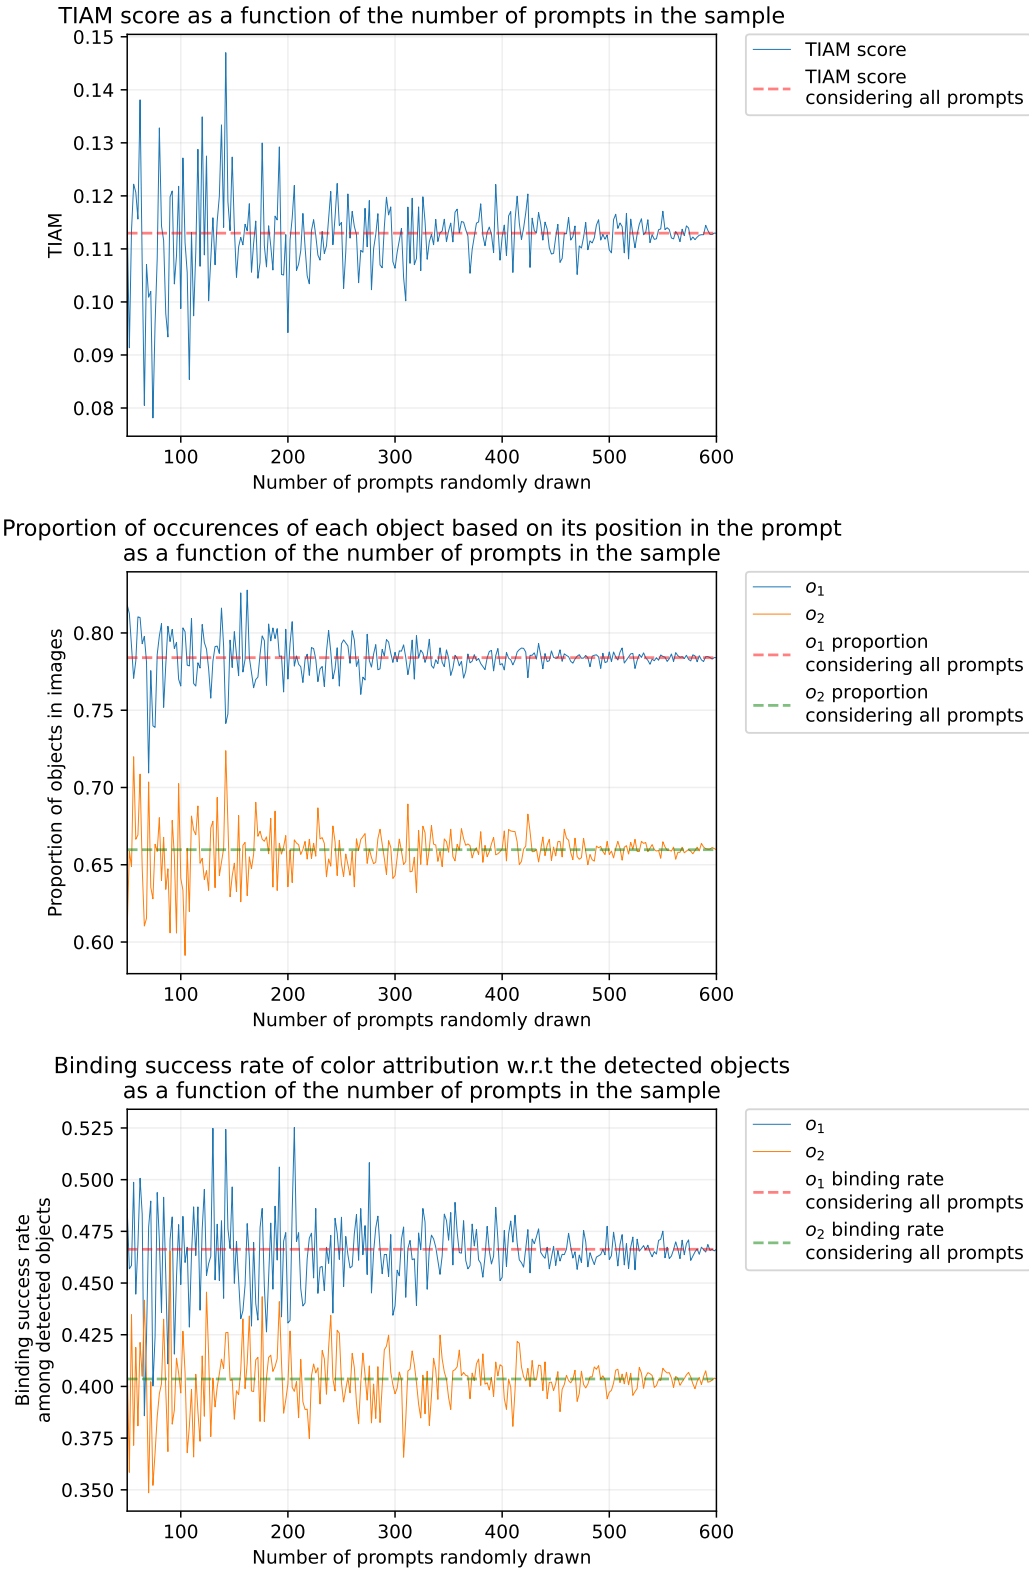 TIAM score as a function of the number of prompts in the sample
0.15
0.14
0.13
0.12
0.11
0.10
0.09
0.08
TIAM
100 200 300 400 500 600
Number of prompts randomly drawn
TIAM score
TIAM score
considering all prompts
Proportion of occurences of each object based on its position in the prompt
as a function of the number of prompts in the sample
0.80
0.75
0.70
0.65
0.60
Proportion of objects in images
100 200 300 400 500 600
Number of prompts randomly drawn
o₁
o₂
o₁ proportion
considering all prompts
o₂ proportion
considering all prompts
Binding success rate of color attribution w.r.t the detected objects
as a function of the number of prompts in the sample
0.525
0.500
0.475
0.450
0.425
0.400
0.375
0.350
Binding success rate
among detected objects
100 200 300 400 500 600
Number of prompts randomly drawn
o₁
o₂
o₁ binding rate
considering all prompts
o₂ binding rate
considering all prompts